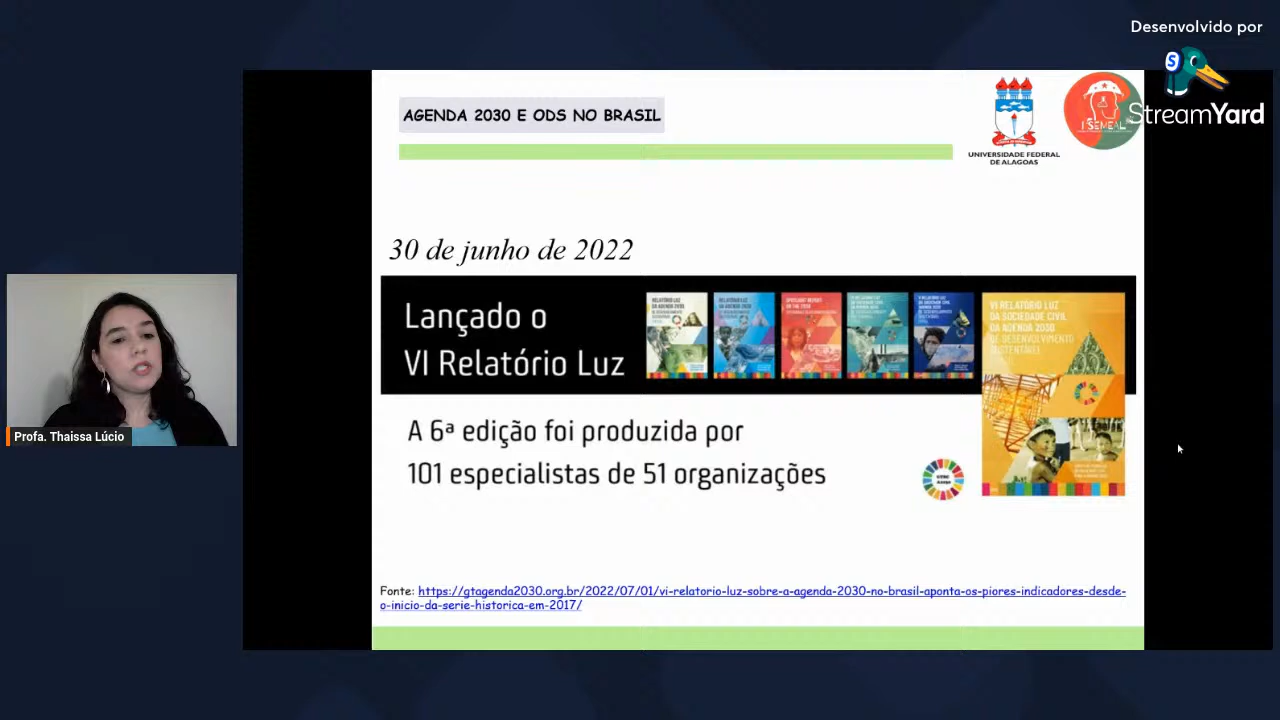 Desenvolvido por
StreamYard
AGENDA 2030 E ODS NO BRASIL
UNIVERSIDADE FEDERAL
DE ALAGOAS
I SEMEAL
30 de junho de 2022
Lançado o
VI Relatório Luz
VI RELATÓRIO LUZ
DA SOCIEDADE CIVIL
DA AGENDA 2030
DE DESENVOLVIMENTO
SUSTENTÁVEL
A 6ª edição foi produzida por
101 especialistas de 51 organizações
Profa. Thaissa Lúcio
Fonte: https://gtagenda2030.org.br/2022/07/01/vi-relatorio-luz-sobre-a-agenda-2030-no-brasil-aponta-os-piores-indicadores-desde-
o-inicio-da-serie-historica-em-2017/